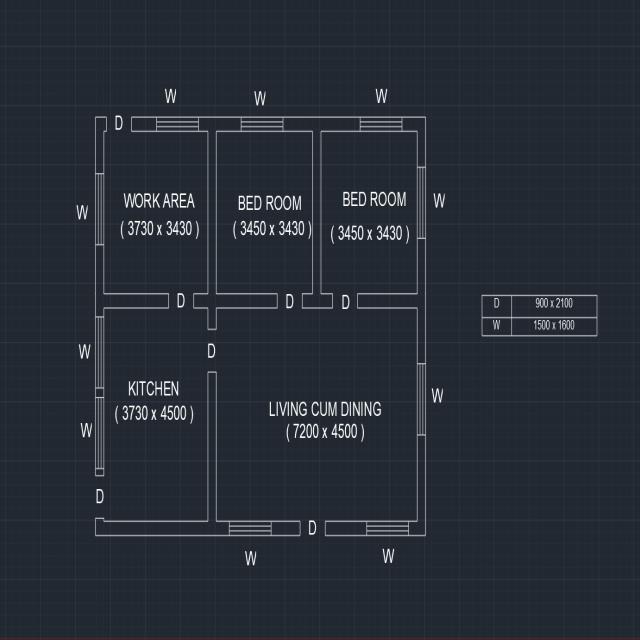 W
W
W
D
WORK AREA
( 3730 x 3430 )
BED ROOM
( 3450 x 3430 )
BED ROOM
( 3450 x 3430 )
W
W
D
D
D
D 900 x 2100
W 1500 x 1600
W
D
KITCHEN
( 3730 x 4500 )
LIVING CUM DINING
( 7200 x 4500 )
W
W
D
D
W
W